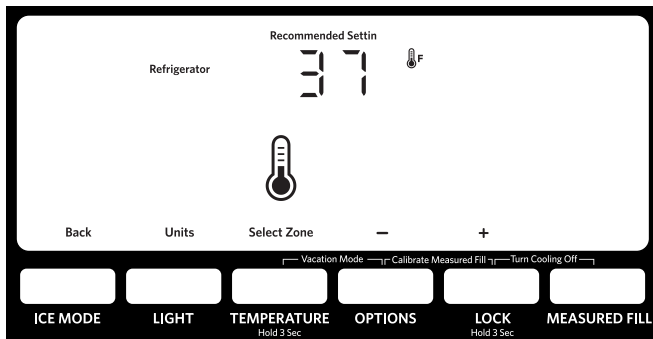 Recommended Settin
Refrigerator 37 F
Back Units Select Zone – +
Vacation Mode Calibrate Measured Fill Turn Cooling Off
ICE MODE LIGHT TEMPERATURE OPTIONS LOCK MEASURED FILL
Hold 3 Sec Hold 3 Sec